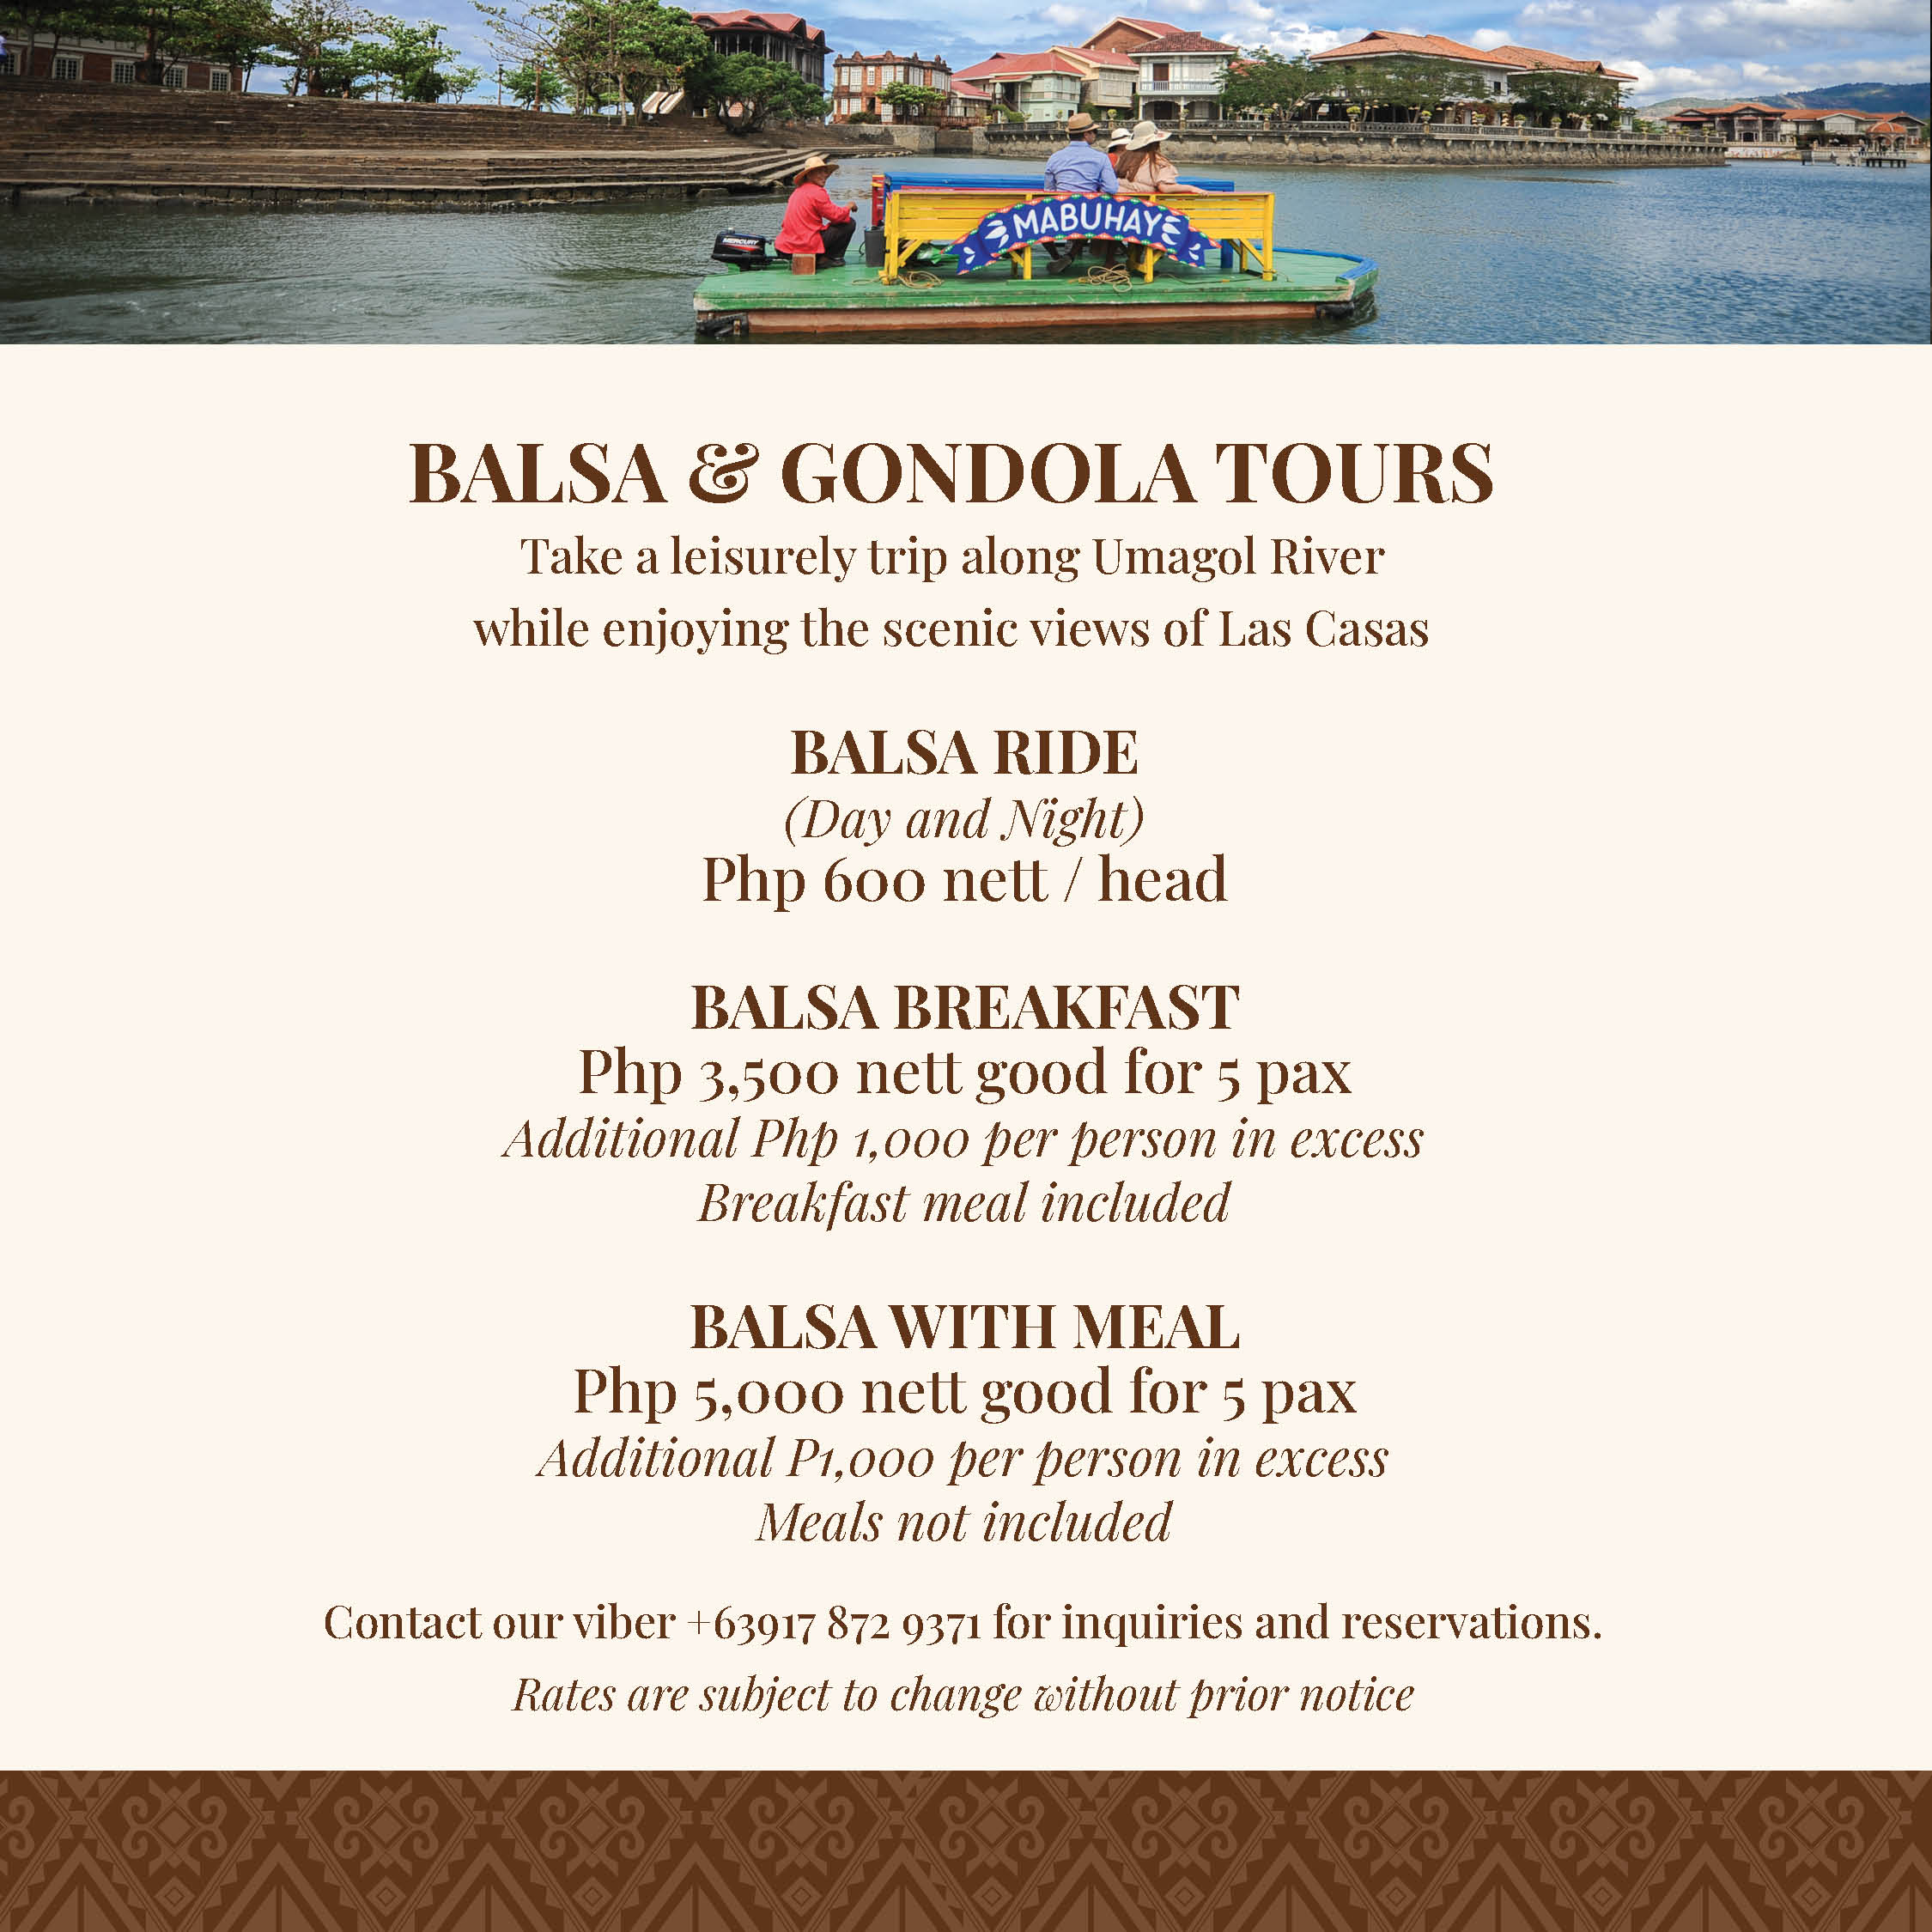 MERCURY
MABUHAY
BALSA & GONDOLA TOURS
Take a leisurely trip along Umagol River
while enjoying the scenic views of Las Casas
BALSA RIDE
(Day and Night)
Php 600 nett / head
BALSA BREAKFAST
Php 3,500 nett good for 5 pax
Additional Php 1,000 per person in excess
Breakfast meal included
BALSA WITH MEAL
Php 5,000 nett good for 5 pax
Additional P1,000 per person in excess
Meals not included
Contact our viber +63917 872 9371 for inquiries and reservations.
Rates are subject to change without prior notice